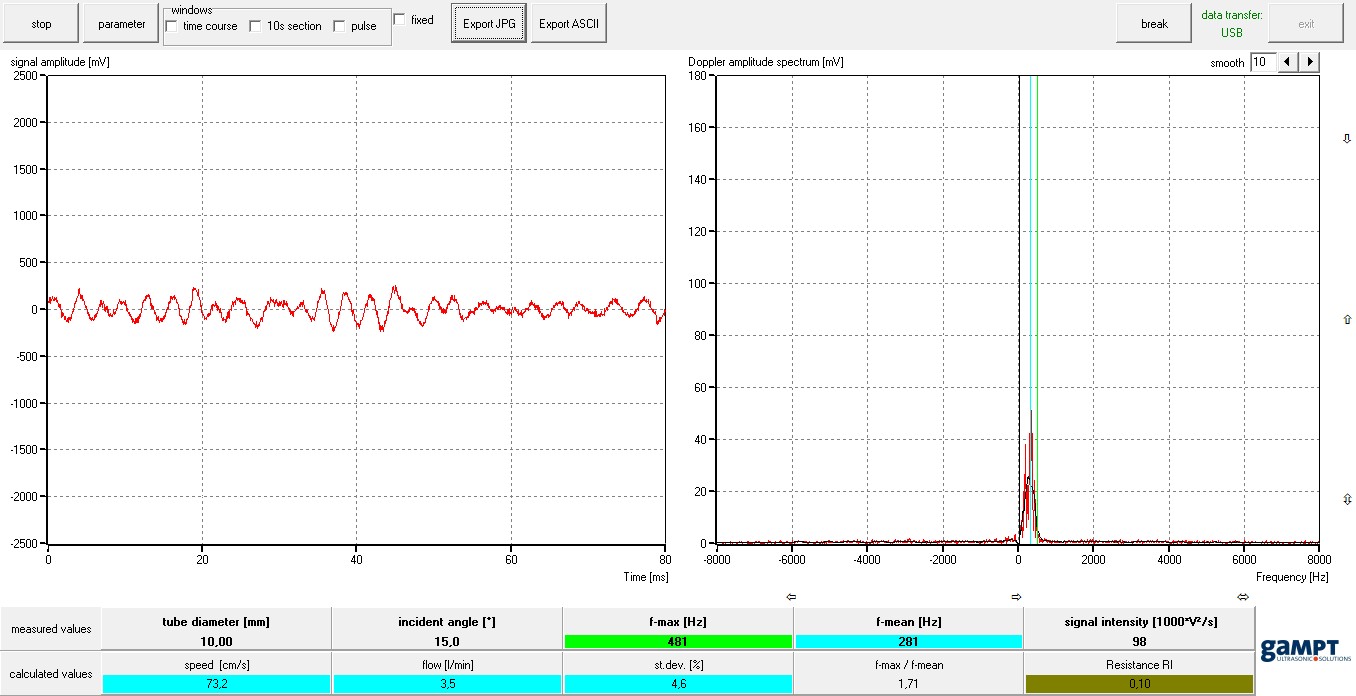 stop
parameter
windows
time course
10s section
pulse
fixed
Export JPG
Export ASCII
break
data transfer:
USB
exit
signal amplitude [mV]
2500
2000
1500
1000
500
0
-500
-1000
-1500
-2000
-2500
0
20
40
60
80
Time [ms]
Doppler amplitude spectrum [mV]
smooth
10
180
160
140
120
100
80
60
40
20
0
-8000
-6000
-4000
-2000
0
2000
4000
6000
8000
Frequency [Hz]
measured values
tube diameter [mm]
10,00
incident angle [°]
15,0
f-max [Hz]
481
f-mean [Hz]
281
signal intensity [1000*V²/s]
98
calculated values
speed [cm/s]
73,2
flow [l/min]
3,5
st.dev. [%]
4,6
f-max / f-mean
1,71
Resistance RI
0,10
gAMPT
ULTRASONIC SOLUTIONS